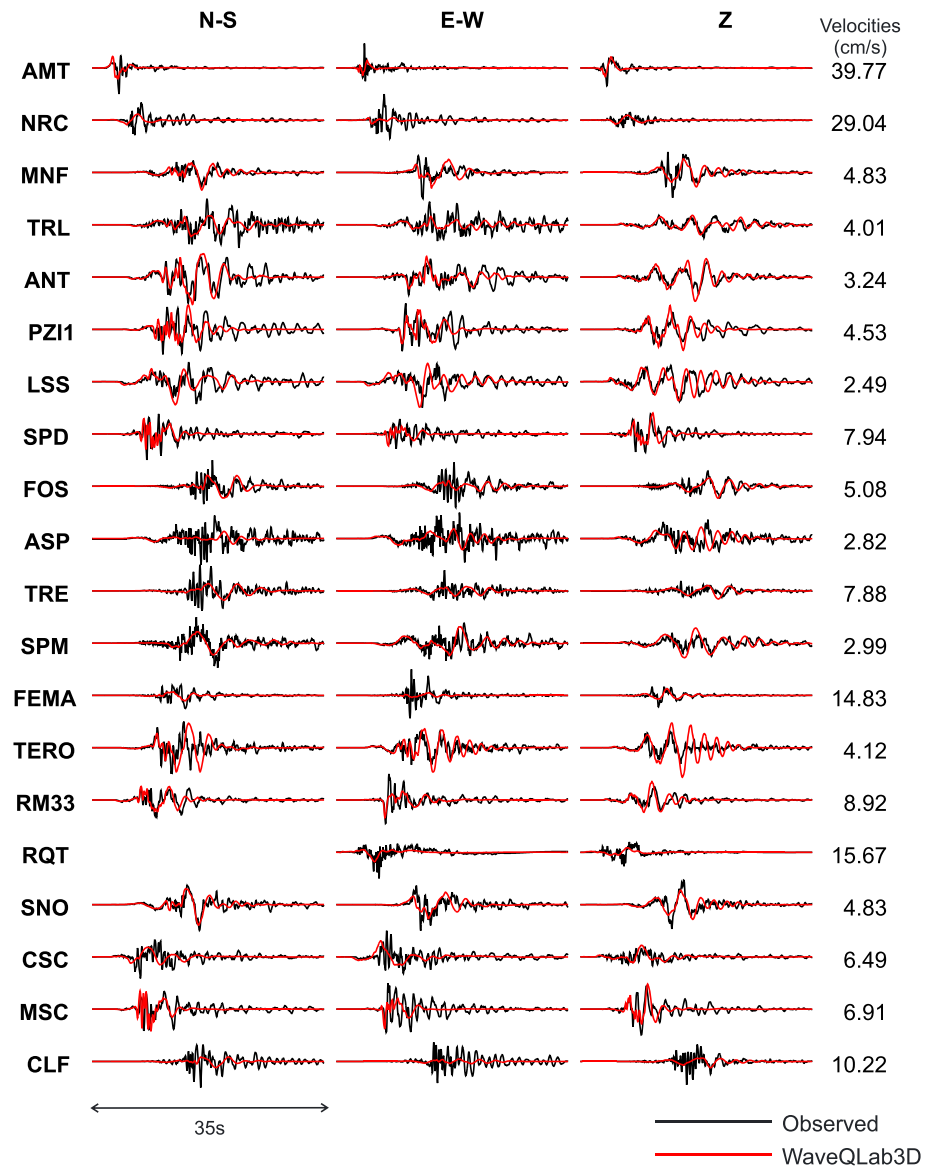 N-S E-W Z Velocities
(cm/s)
AMT 39.77
NRC 29.04
MNF 4.83
TRL 4.01
ANT 3.24
PZI1 4.53
LSS 2.49
SPD 7.94
FOS 5.08
ASP 2.82
TRE 7.88
SPM 2.99
FEMA 14.83
TERO 4.12
RM33 8.92
RQT 15.67
SNO 4.83
CSC 6.49
MSC 6.91
CLF 10.22
35s
Observed
WaveQLab3D